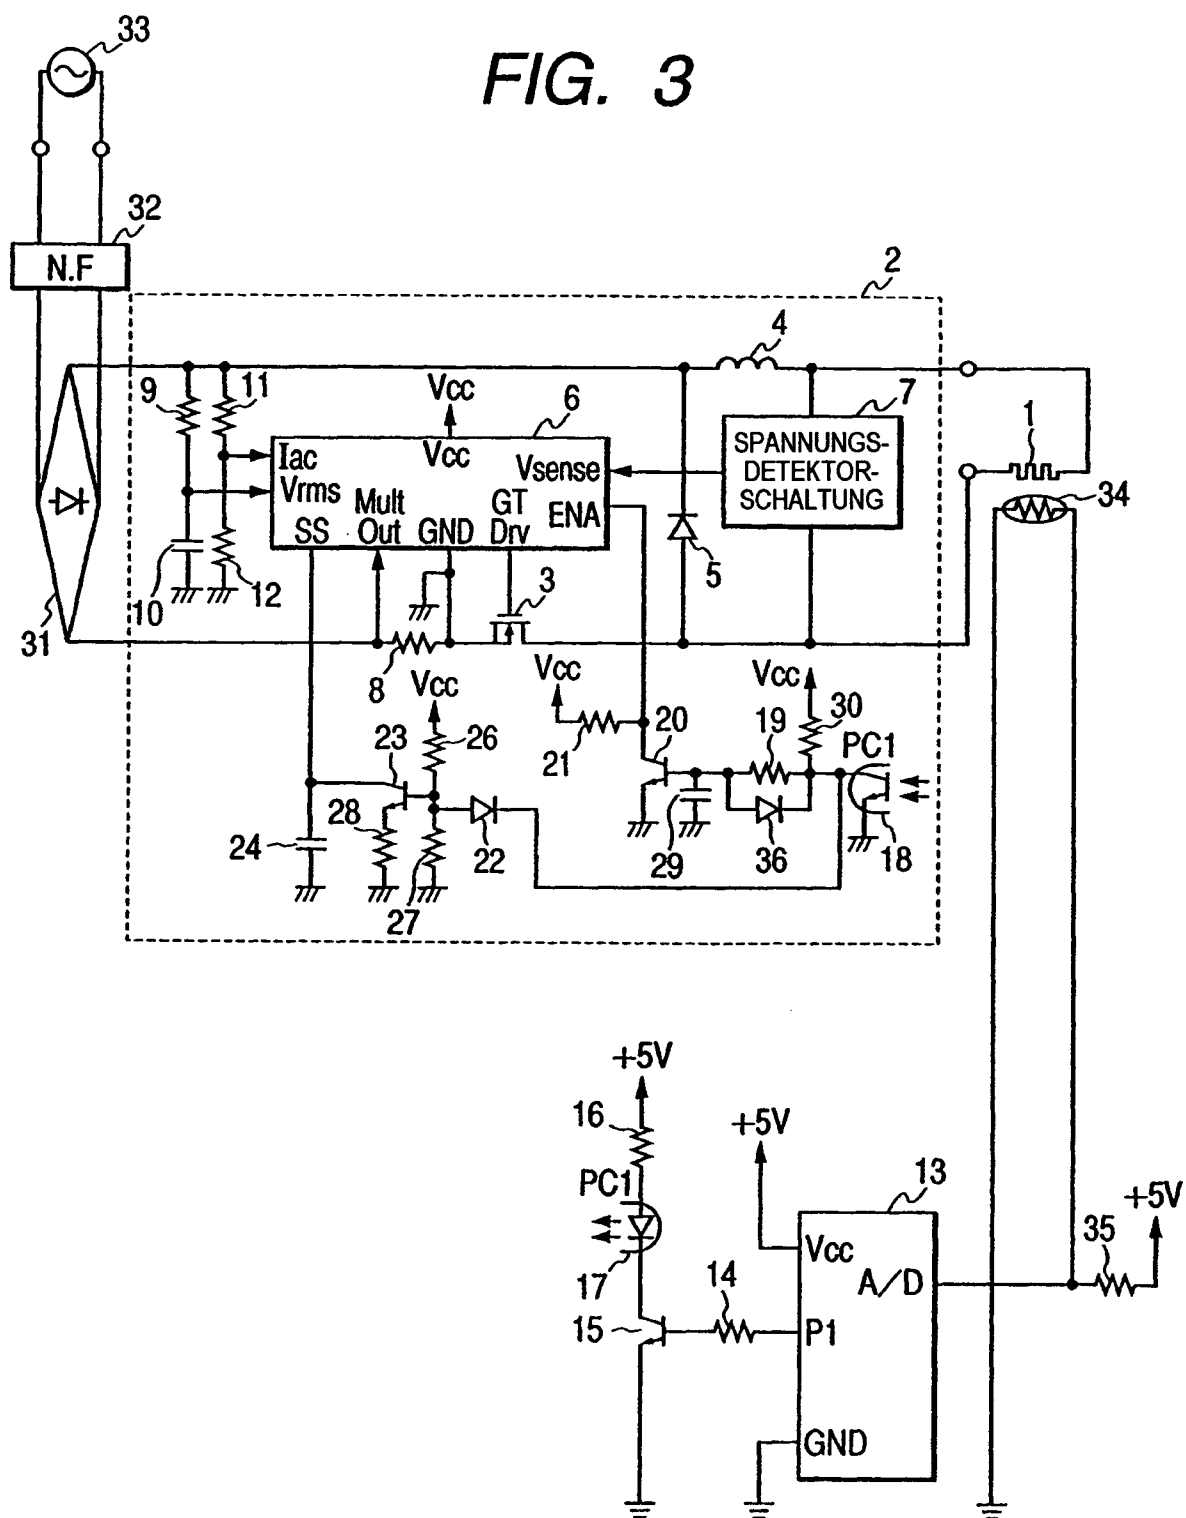 FIG. 3
33
32
N.F
2
4
9
11
Vcc
6
7
1
Iac
Vcc
Vsense
SPANNUNGS-
DETEKTOR-
SCHALTUNG
34
Vrms
Mult
GT
ENA
SS
Out
GND
Drv
5
10
12
3
31
8
Vcc
Vcc
Vcc
20
19
30
PC1
23
26
21
28
24
22
29
36
18
27
+5V
16
+5V
PC1
13
+5V
35
Vcc
A/D
17
14
15
P1
GND